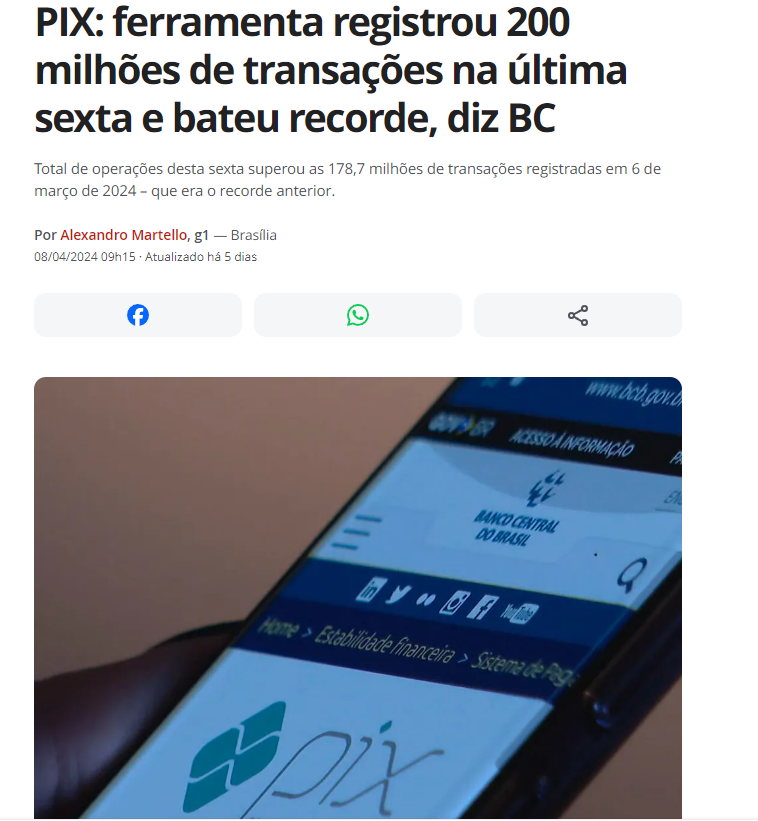 PIX: ferramenta registrou 200
milhões de transações na última
sexta e bateu recorde, diz BC
Total de operações desta sexta superou as 178,7 milhões de transações registradas em 6 de
março de 2024 – que era o recorde anterior.
Por Alexandro Martello, g1 — Brasília
08/04/2024 09h15 · Atualizado há 5 dias
www.bcb.gov.b
GOV BR ACESSO À INFORMAÇÃO
BANCO CENTRAL
DO BRASIL
YouTube
Home > Estabilidade financeira > Sistema de Paga
pix